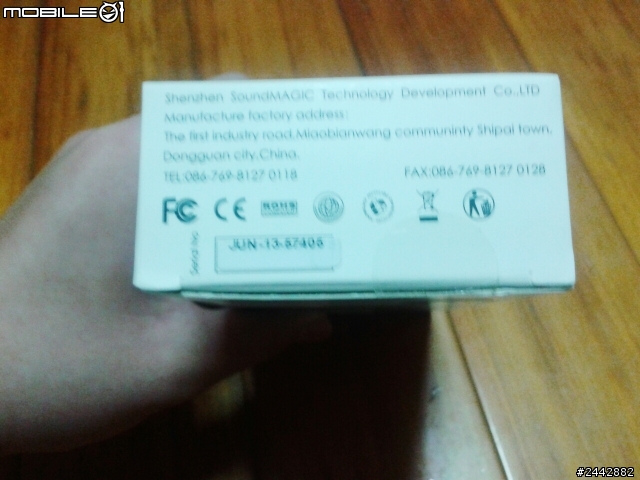 MOBILE01
Shenzhen SoundMAGIC Technology Development Co.,LTD
Manufacture factory address:
The first industry road,Miaobianwang communinty Shipai town,
Dongguan city,China.
TEL:086-769-8127 0118 FAX:086-769-8127 0128
FC CE ROHS
Serial no.
JUN-13-57405
#2442882